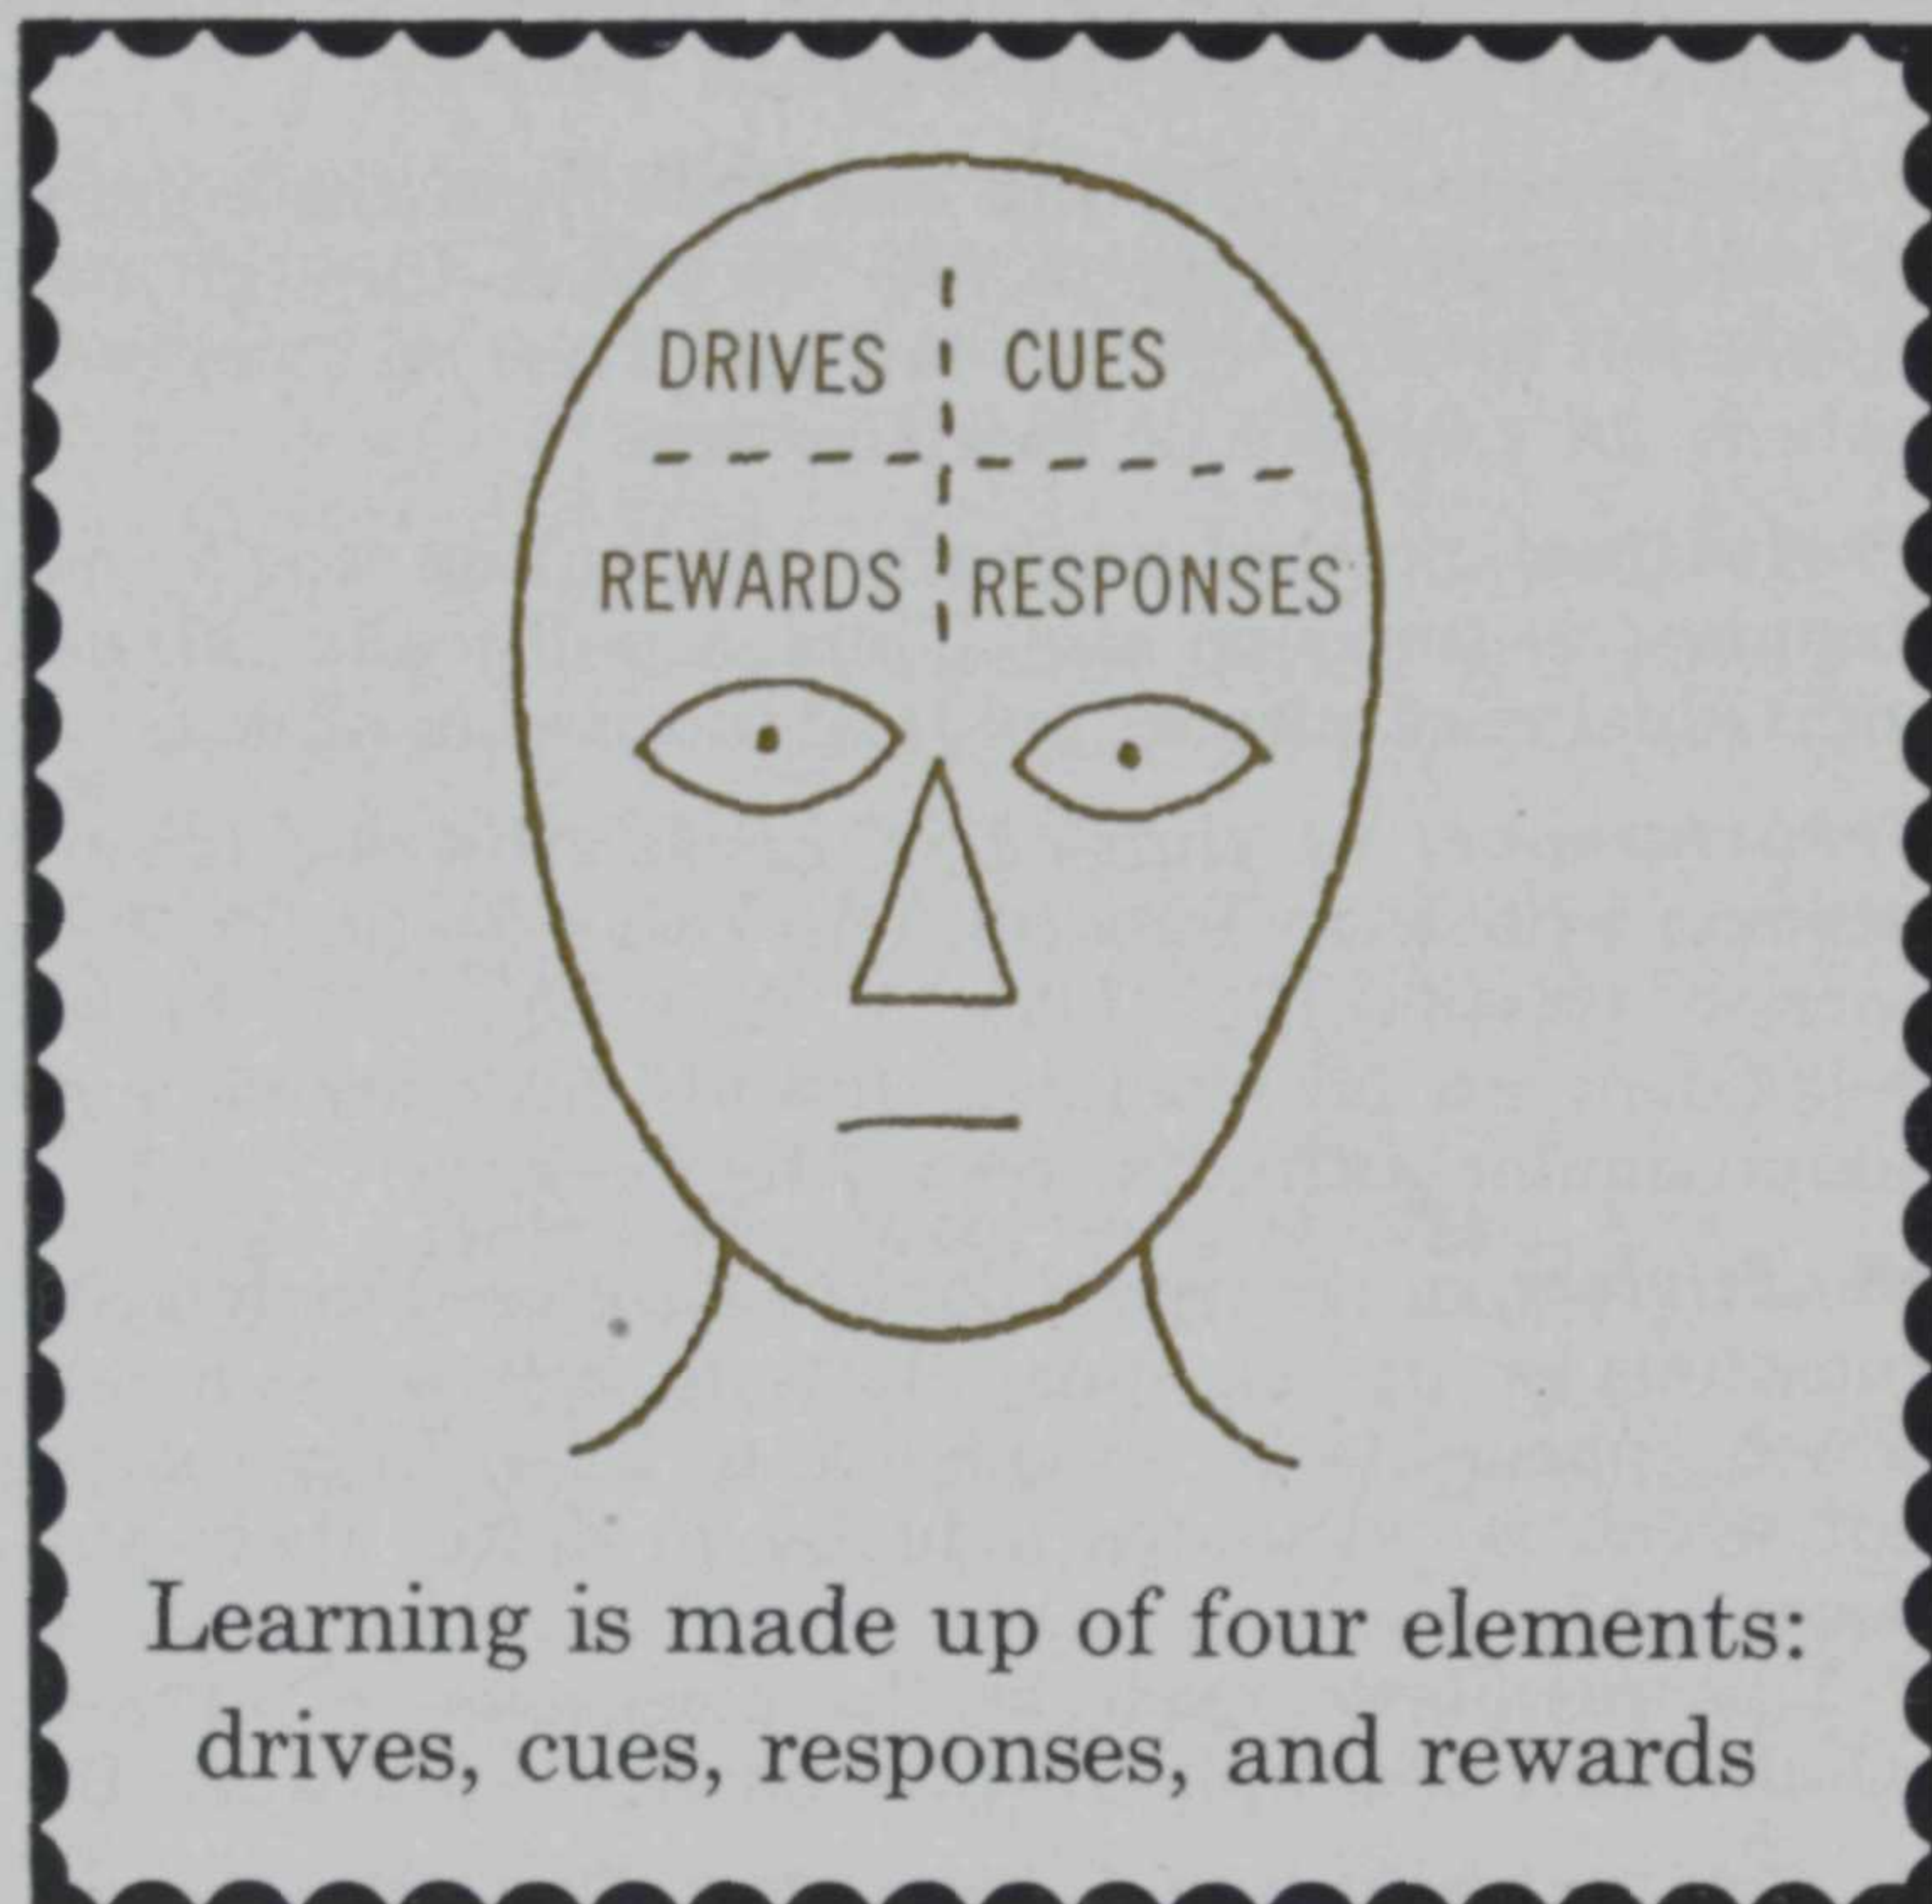 DRIVES CUES
REWARDS RESPONSES
Learning is made up of four elements:
drives, cues, responses, and rewards